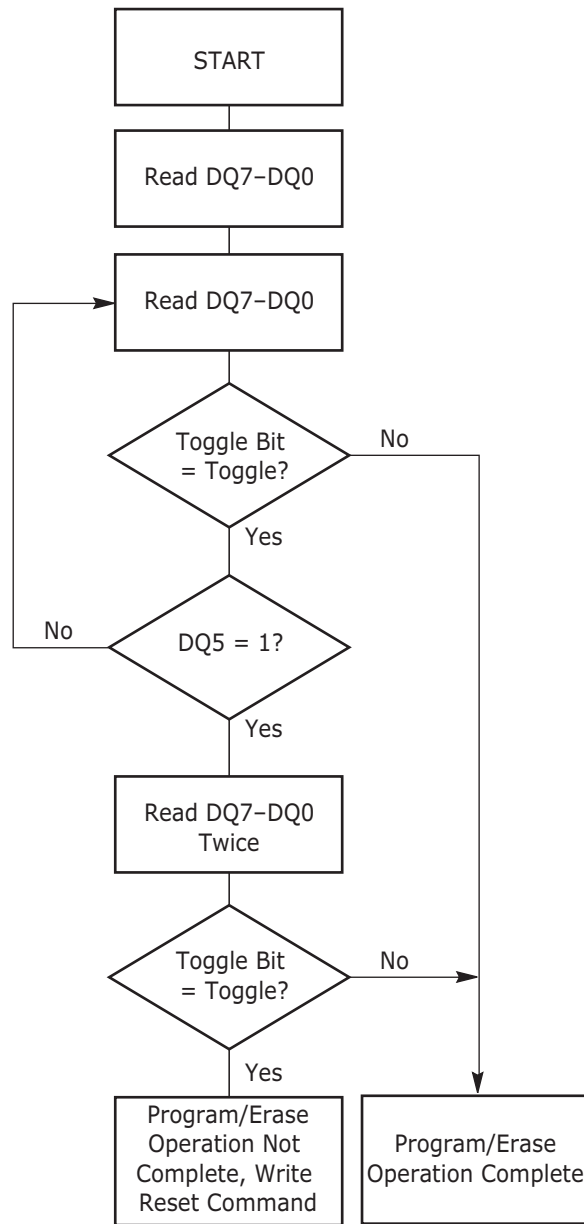 START
Read DQ7–DQ0
Read DQ7–DQ0
Toggle Bit
= Toggle?
No
Yes
No
DQ5 = 1?
Yes
Read DQ7–DQ0
Twice
Toggle Bit
= Toggle?
No
Yes
Program/Erase
Operation Not
Complete, Write
Reset Command
Program/Erase
Operation Complete